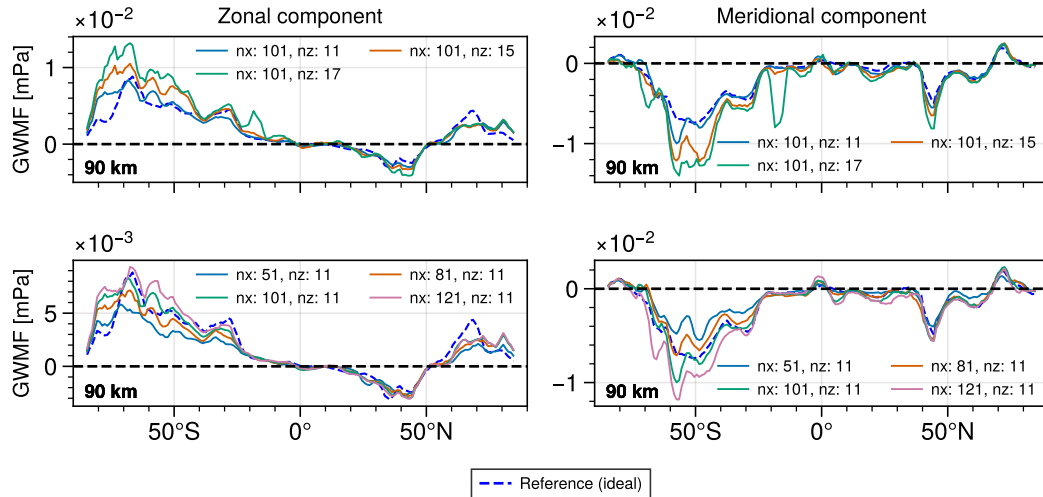 Zonal component
Meridional component
×10⁻²
×10⁻²
GWMF [mPa]
1
0
nx: 101, nz: 11
nx: 101, nz: 15
nx: 101, nz: 17
90 km
0
−1
nx: 101, nz: 11
nx: 101, nz: 15
nx: 101, nz: 17
90 km
×10⁻³
×10⁻²
GWMF [mPa]
5
0
nx: 51, nz: 11
nx: 81, nz: 11
nx: 101, nz: 11
nx: 121, nz: 11
90 km
0
−1
nx: 51, nz: 11
nx: 81, nz: 11
nx: 101, nz: 11
nx: 121, nz: 11
90 km
50°S
0°
50°N
50°S
0°
50°N
Reference (ideal)